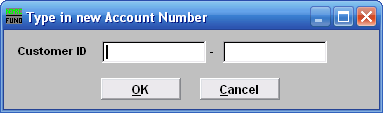 FUND Type in new Account Number
Customer ID -
OK Cancel